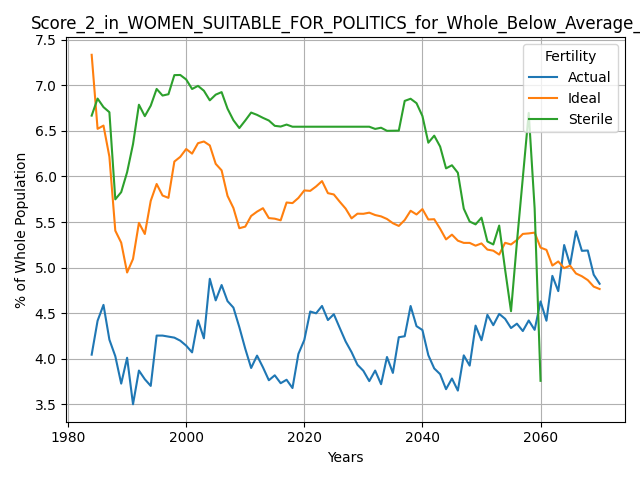 Score_2_in_WOMEN_SUITABLE_FOR_POLITICS_for_Whole_Below_Average_
% of Whole Population
7.5
7.0
6.5
6.0
5.5
5.0
4.5
4.0
3.5
Fertility
Actual
Ideal
Sterile
1980
2000
2020
2040
2060
Years